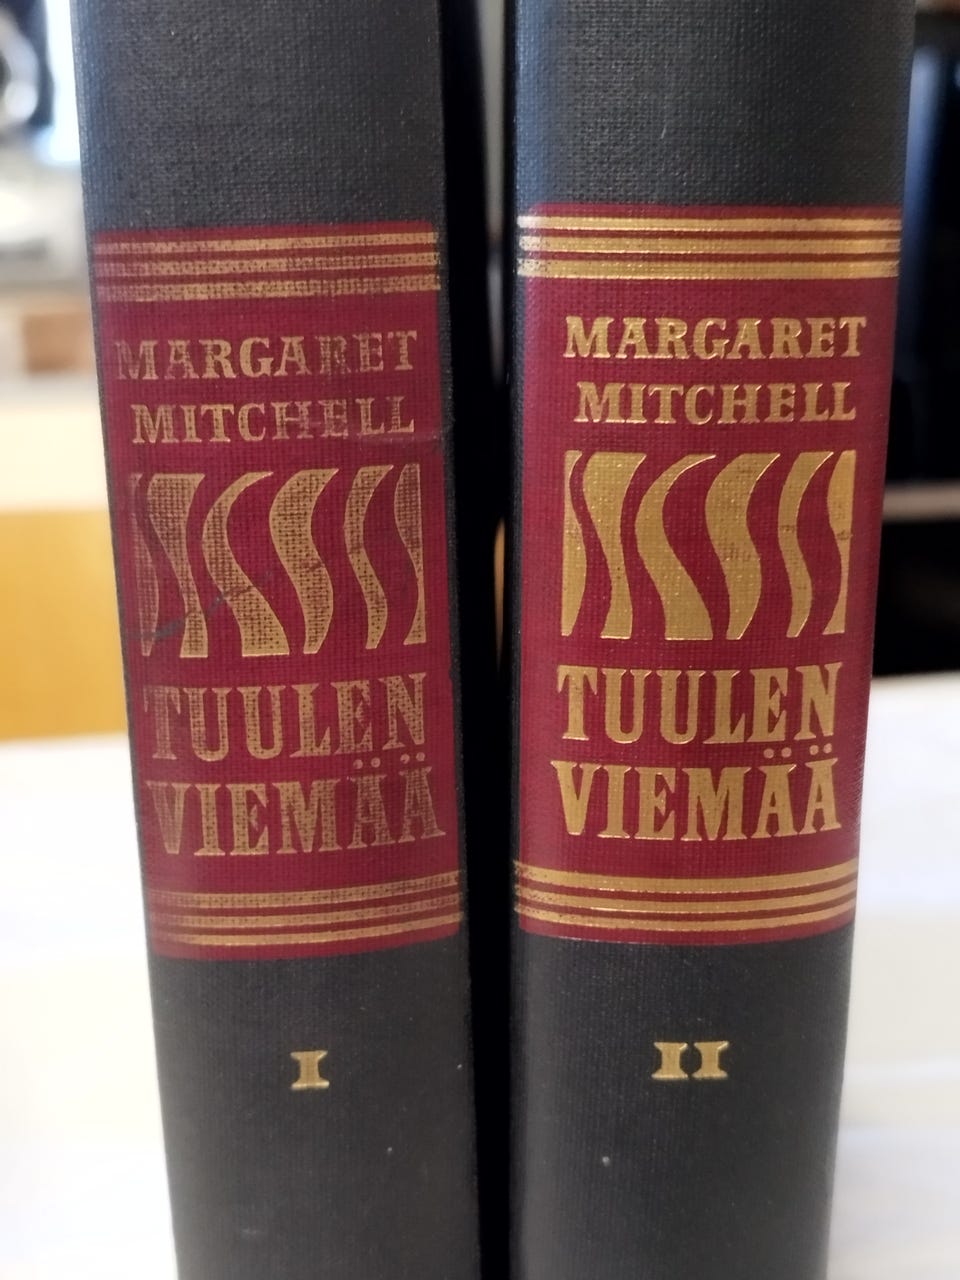 MARGARET
MITCHELL
TUULEN
VIEMÄÄ
I
MARGARET
MITCHELL
TUULEN
VIEMÄÄ
II